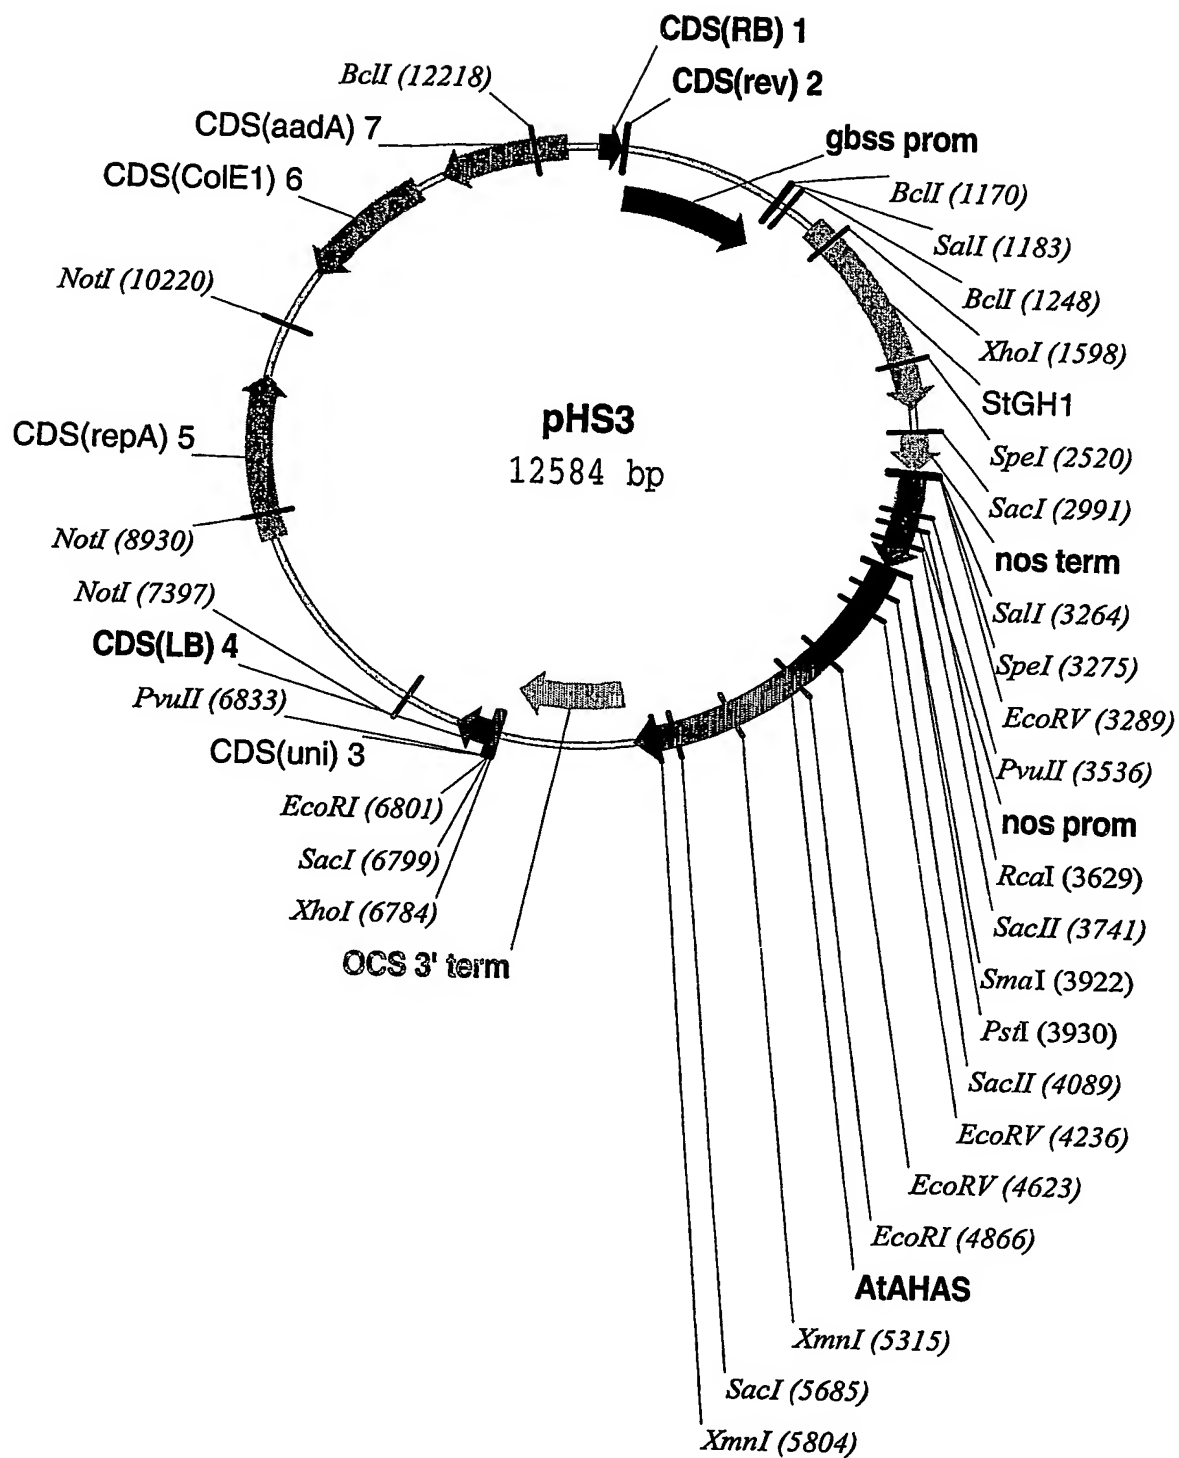 CDS(RB) 1
BclI (12218)
CDS(rev) 2
CDS(aadA) 7
gbss prom
CDS(ColE1) 6
BclI (1170)
SalI (1183)
NotI (10220)
BclI (1248)
XhoI (1598)
StGH1
pHS3
12584 bp
CDS(repA) 5
SpeI (2520)
SacI (2991)
NotI (8930)
nos term
NotI (7397)
SalI (3264)
CDS(LB) 4
SpeI (3275)
PvuII (6833)
EcoRV (3289)
CDS(uni) 3
PvuII (3536)
EcoRI (6801)
nos prom
SacI (6799)
RcaI (3629)
XhoI (6784)
SacII (3741)
OCS 3' term
SmaI (3922)
PstI (3930)
SacII (4089)
EcoRV (4236)
EcoRV (4623)
EcoRI (4866)
AtAHAS
XmnI (5315)
SacI (5685)
XmnI (5804)